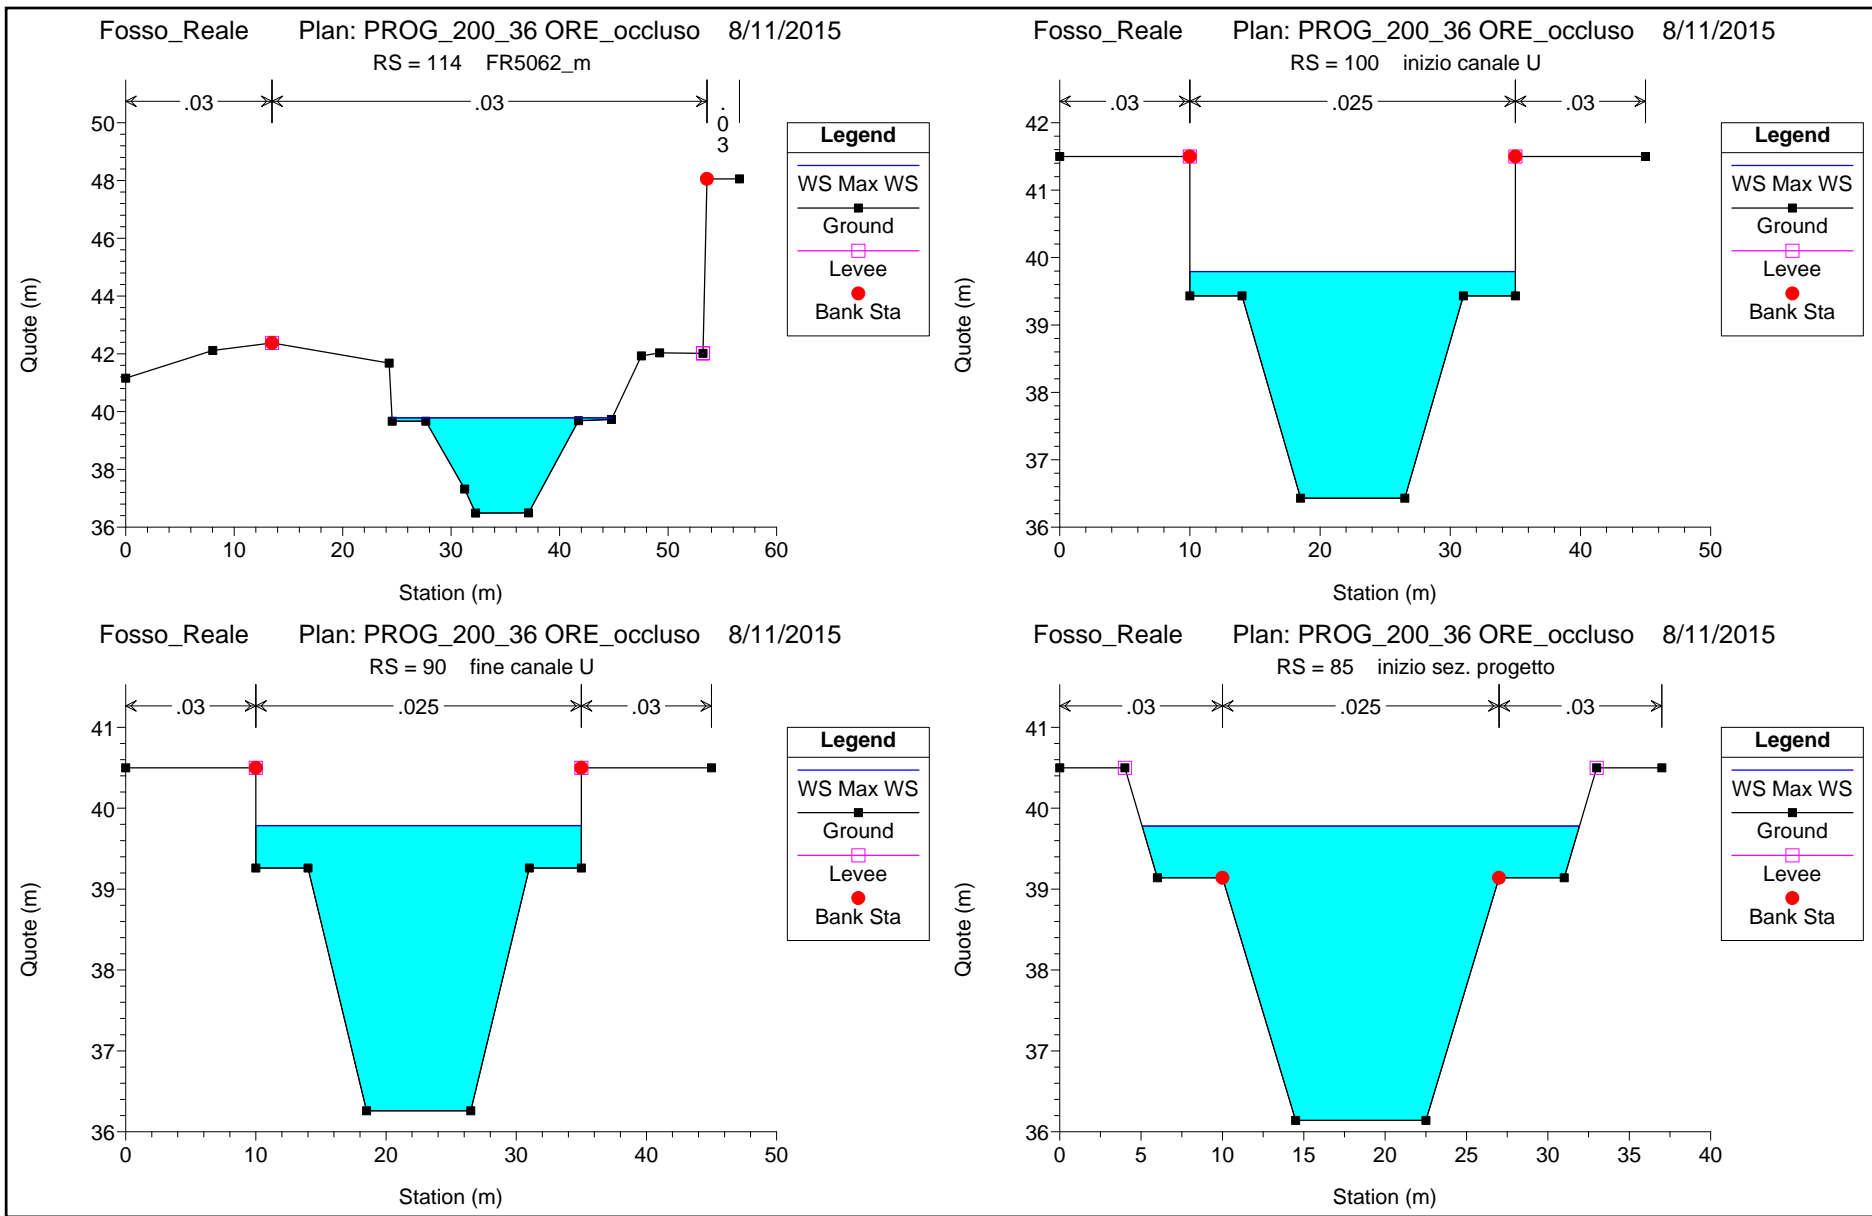 Fosso_Reale Plan: PROG_200_36 ORE_occluso 8/11/2015
RS = 114 FR5062_m
.03 .03 .03
50
48
46
44
42
40
38
36
Quote (m)
0 10 20 30 40 50 60
Station (m)
Legend
WS Max WS
Ground
Levee
Bank Sta
Fosso_Reale Plan: PROG_200_36 ORE_occluso 8/11/2015
RS = 100 inizio canale U
.03 .025 .03
42
41
40
39
38
37
36
Quote (m)
0 10 20 30 40 50
Station (m)
Legend
WS Max WS
Ground
Levee
Bank Sta
Fosso_Reale Plan: PROG_200_36 ORE_occluso 8/11/2015
RS = 90 fine canale U
.03 .025 .03
41
40
39
38
37
36
Quote (m)
0 10 20 30 40 50
Station (m)
Legend
WS Max WS
Ground
Levee
Bank Sta
Fosso_Reale Plan: PROG_200_36 ORE_occluso 8/11/2015
RS = 85 inizio sez. progetto
.03 .025 .03
41
40
39
38
37
36
Quote (m)
0 5 10 15 20 25 30 35 40
Station (m)
Legend
WS Max WS
Ground
Levee
Bank Sta